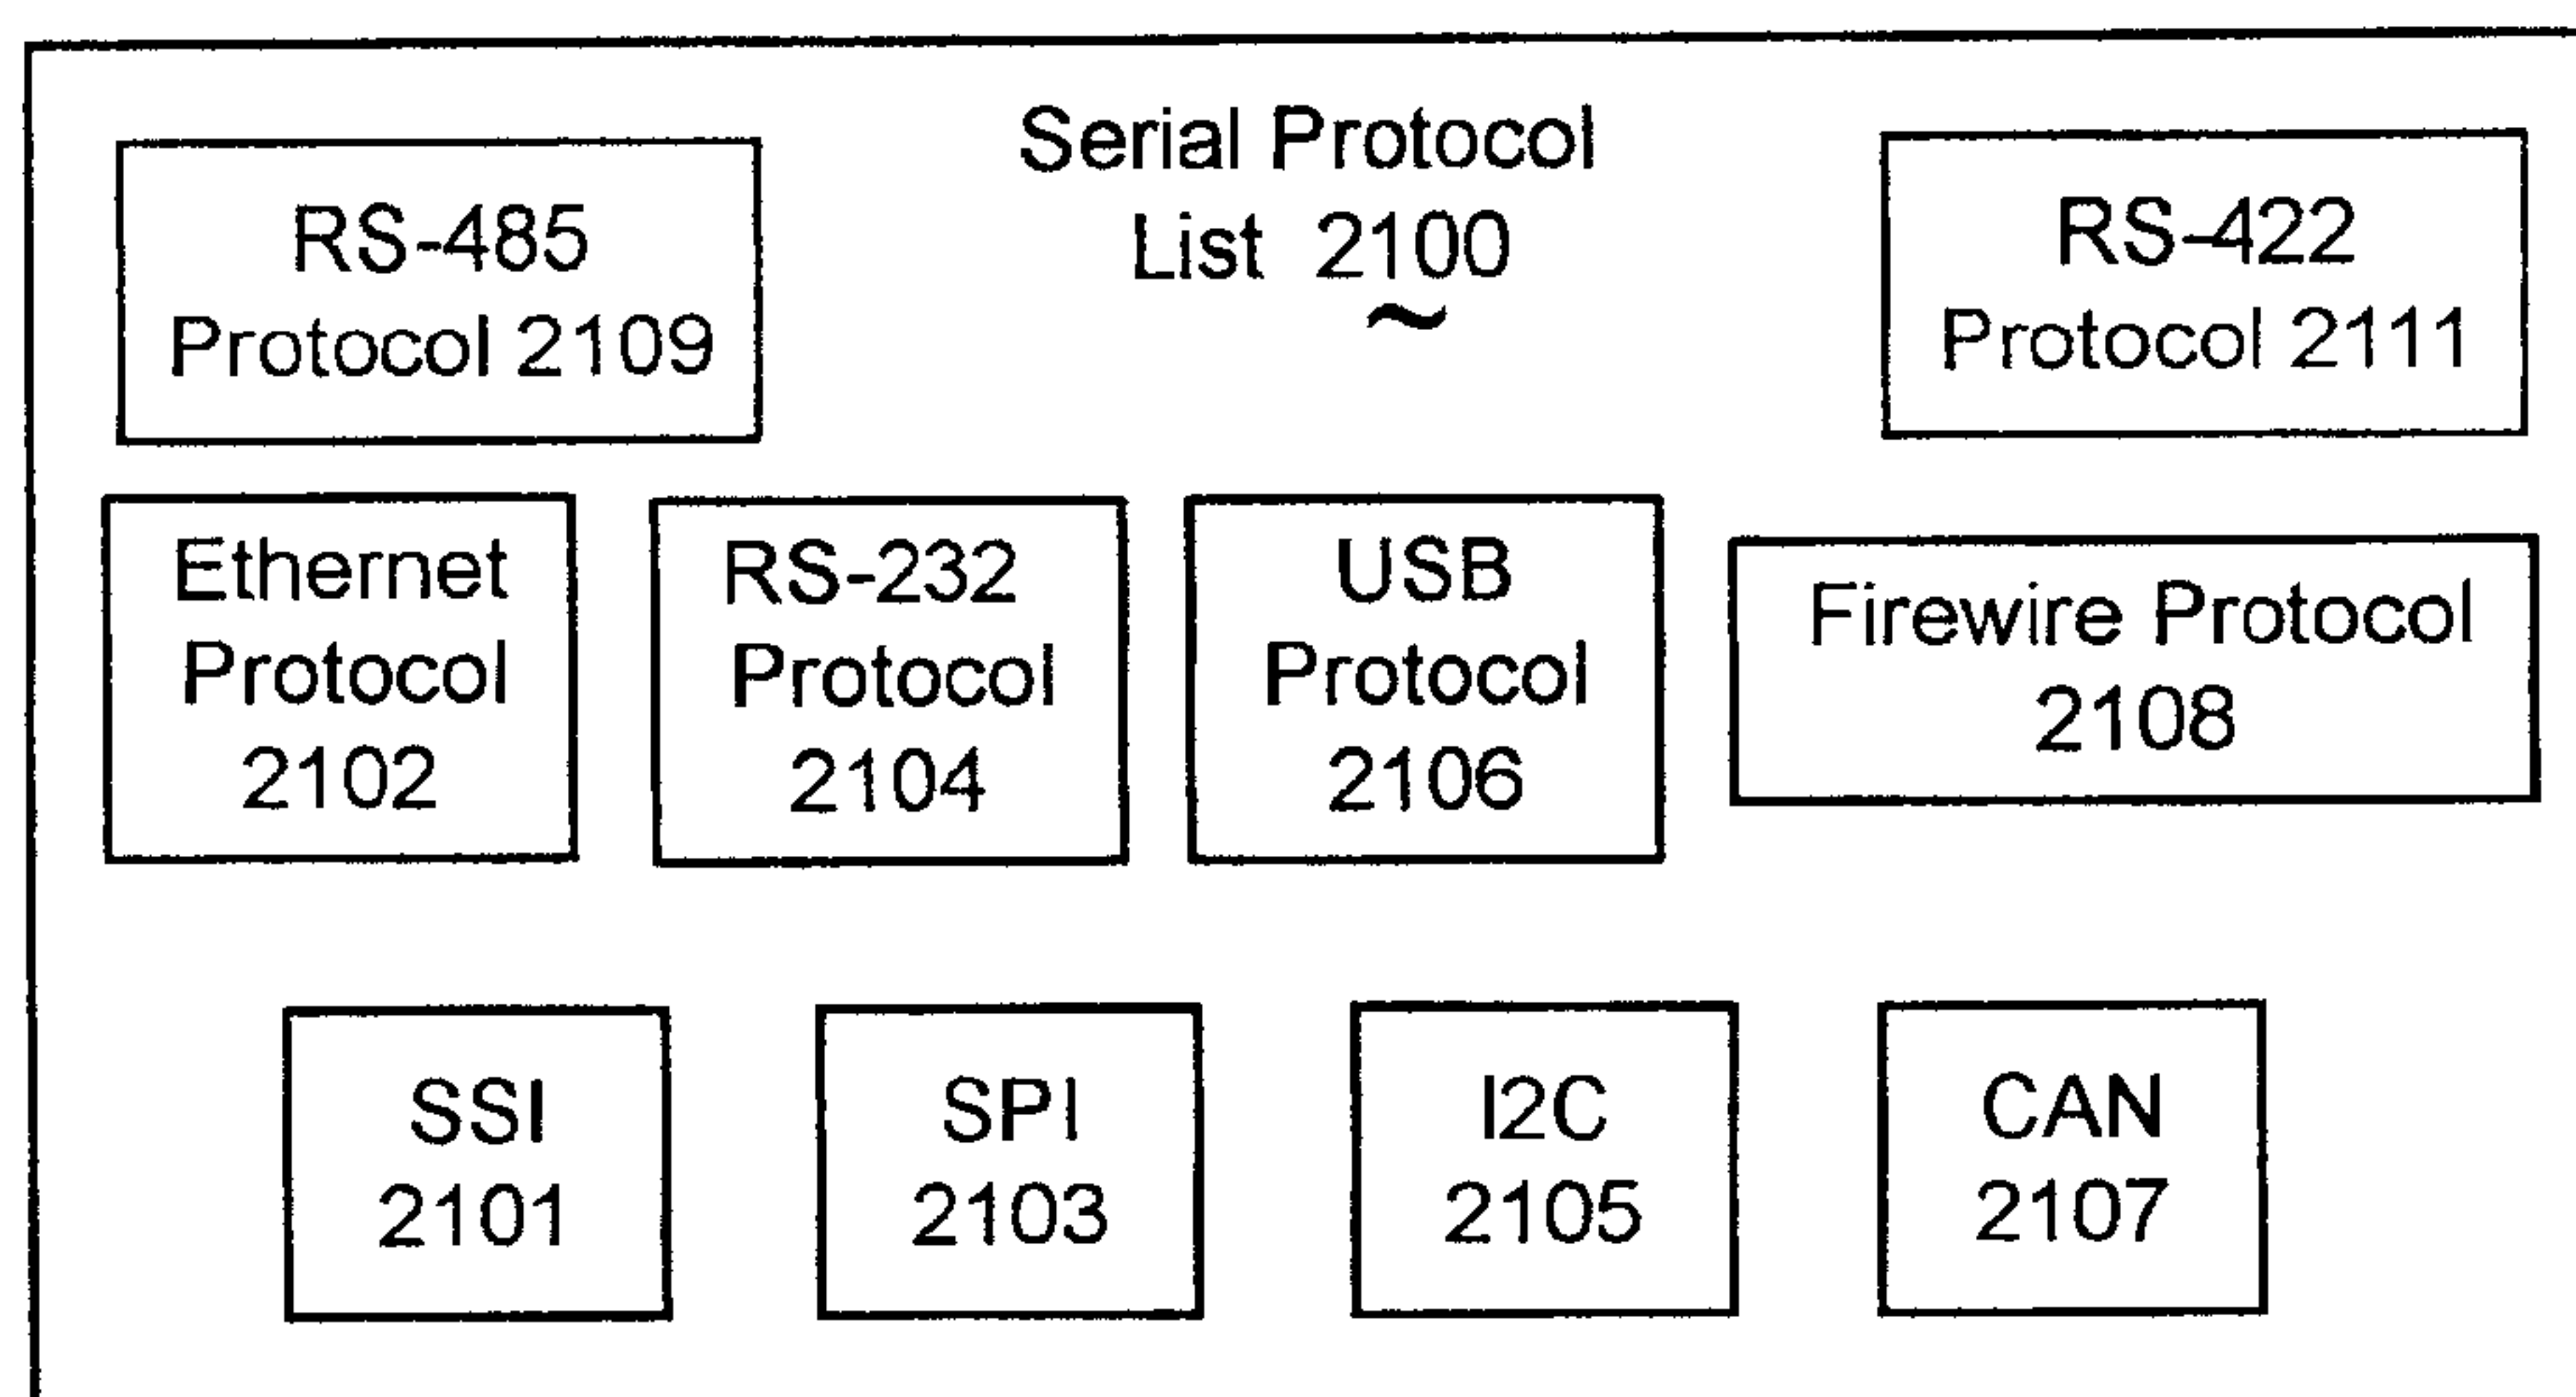 Serial Protocol
List 2100
~
RS-485
Protocol 2109
RS-422
Protocol 2111
Ethernet
Protocol
2102
RS-232
Protocol
2104
USB
Protocol
2106
Firewire Protocol
2108
SSI
2101
SPI
2103
I2C
2105
CAN
2107